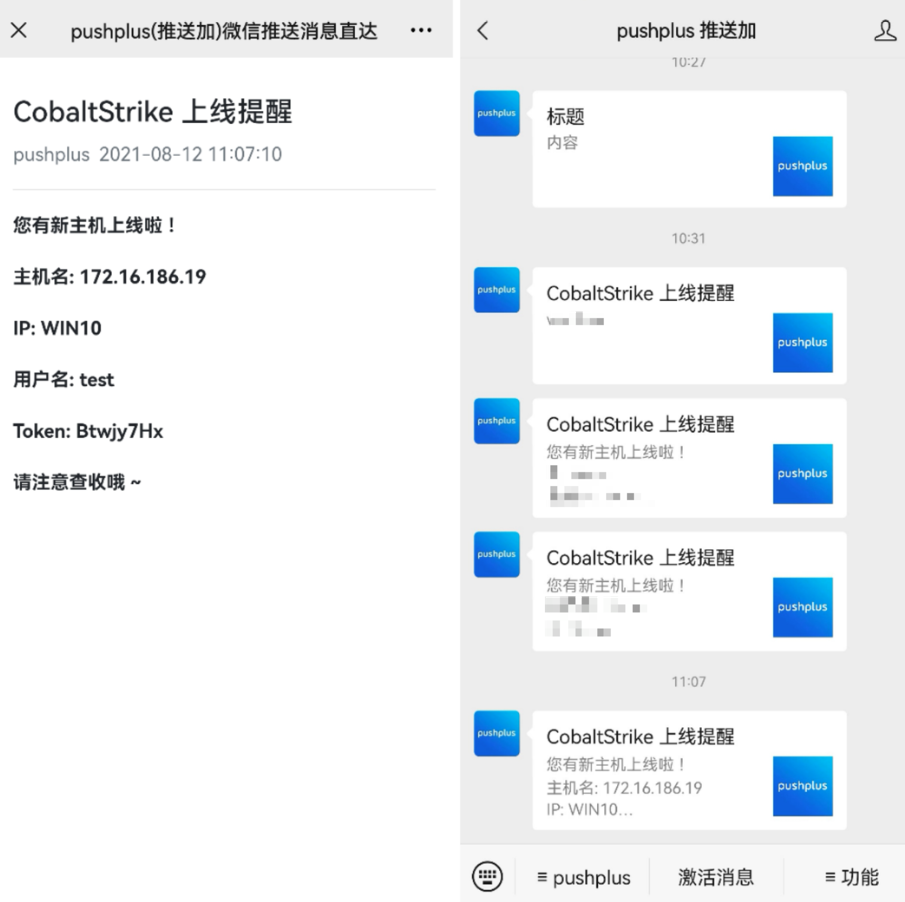 pushplus(推送加)微信推送消息直达
CobaltStrike 上线提醒
pushplus 2021-08-12 11:07:10
您有新主机上线啦！
主机名: 172.16.186.19
IP: WIN10
用户名: test
Token: Btwjy7Hx
请注意查收哦 ~
pushplus 推送加
10:27
pushplus
标题
内容
pushplus
10:31
pushplus
CobaltStrike 上线提醒
pushplus
pushplus
CobaltStrike 上线提醒
您有新主机上线啦！
pushplus
pushplus
CobaltStrike 上线提醒
您有新主机上线啦！
pushplus
11:07
pushplus
CobaltStrike 上线提醒
您有新主机上线啦！
主机名: 172.16.186.19
IP: WIN10...
pushplus
≡ pushplus
激活消息
≡ 功能